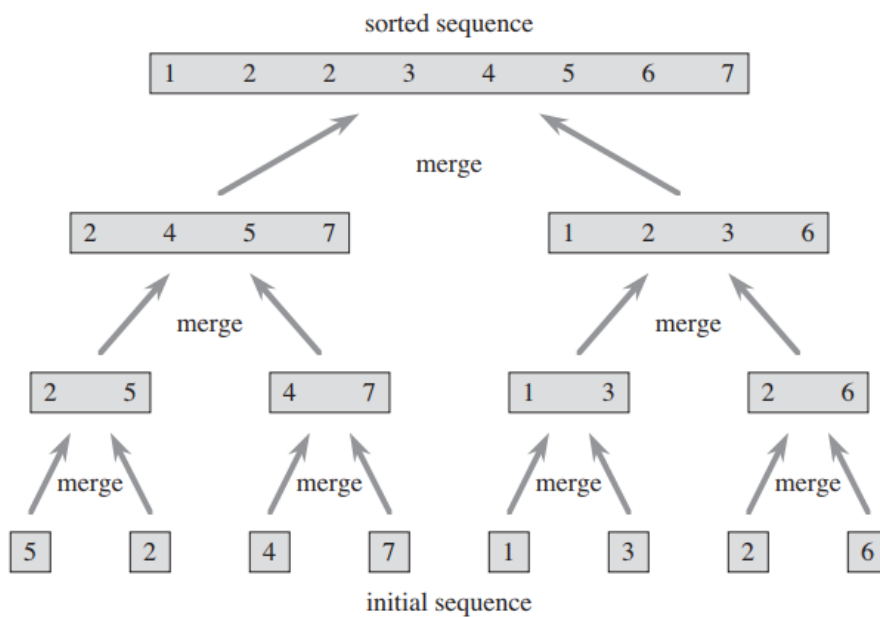 sorted sequence
1 2 2 3 4 5 6 7
merge
2 4 5 7
1 2 3 6
merge
merge
2 5
4 7
1 3
2 6
merge
merge
merge
merge
5
2
4
7
1
3
2
6
initial sequence